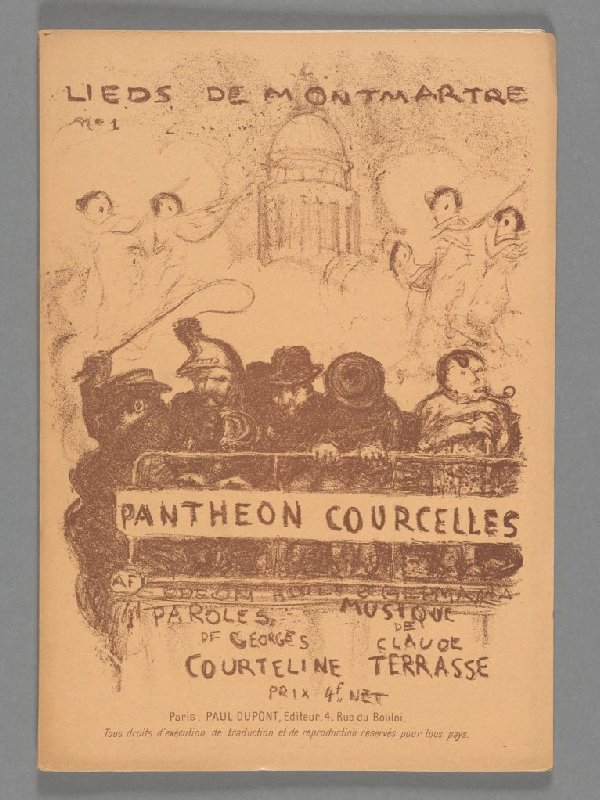 LIEDS DE MONTMARTRE
No 1
PANTHEON COURCELLES
AF
ODEON
PAROLES
DE GEORGES
COURTELINE
MUSIQUE
DE
CLAUDE
TERRASSE
PRIX 4f. NET
Paris. PAUL DUPONT, Editeur, 4, Rue du Bouloi.
Tous droits d'exécution de traduction et de reproduction réservés pour tous pays.